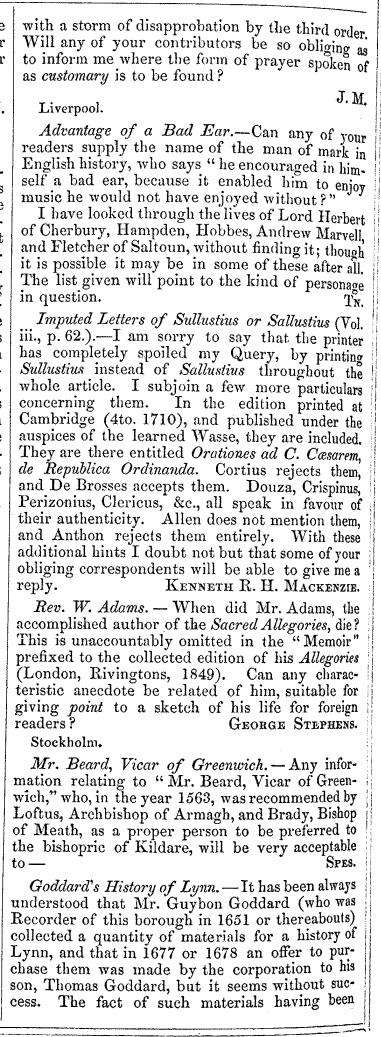 with a storm of disapprobation by the third order.
Will any of your contributors be so obliging as
to inform me where the form of prayer spoken of
as customary is to be found?
J. M.
Liverpool.
Advantage of a Bad Ear.—Can any of your
readers supply the name of the man of mark in
English history, who says "he encouraged in him-
self a bad ear, because it enabled him to enjoy
music he would not have enjoyed without?"
I have looked through the lives of Lord Herbert
of Cherbury, Hampden, Hobbes, Andrew Marvell,
and Fletcher of Saltoun, without finding it; though
it is possible it may be in some of these after all.
The list given will point to the kind of personage
in question. TN.
Imputed Letters of Sullustius or Sallustius (Vol.
iii., p. 62.).—I am sorry to say that the printer
has completely spoiled my Query, by printing
Sullustius instead of Sallustius throughout the
whole article. I subjoin a few more particulars
concerning them. In the edition printed at
Cambridge (4to. 1710), and published under the
auspices of the learned Wasse, they are included.
They are there entitled Orationes ad C. Cæsarem,
de Republica Ordinanda. Cortius rejects them,
and De Brosses accepts them. Douza, Crispinus,
Perizonius, Clericus, &c., all speak in favour of
their authenticity. Allen does not mention them,
and Anthon rejects them entirely. With these
additional hints I doubt not but that some of your
obliging correspondents will be able to give me a
reply. KENNETH R. H. MACKENZIE.
Rev. W. Adams.—When did Mr. Adams, the
accomplished author of the Sacred Allegories, die?
This is unaccountably omitted in the "Memoir"
prefixed to the collected edition of his Allegories
(London, Rivingtons, 1849). Can any charac-
teristic anecdote be related of him, suitable for
giving point to a sketch of his life for foreign
readers? GEORGE STEPHENS.
Stockholm.
Mr. Beard, Vicar of Greenwich.—Any infor-
mation relating to "Mr. Beard, Vicar of Green-
wich," who, in the year 1563, was recommended by
Loftus, Archbishop of Armagh, and Brady, Bishop
of Meath, as a proper person to be preferred to
the bishopric of Kildare, will be very acceptable
to— SPES.
Goddard's History of Lynn.—It has been always
understood that Mr. Guybon Goddard (who was
Recorder of this borough in 1651 or thereabouts)
collected a quantity of materials for a history of
Lynn, and that in 1677 or 1678 an offer to pur-
chase them was made by the corporation to his
son, Thomas Goddard, but it seems without suc-
cess. The fact of such materials having been